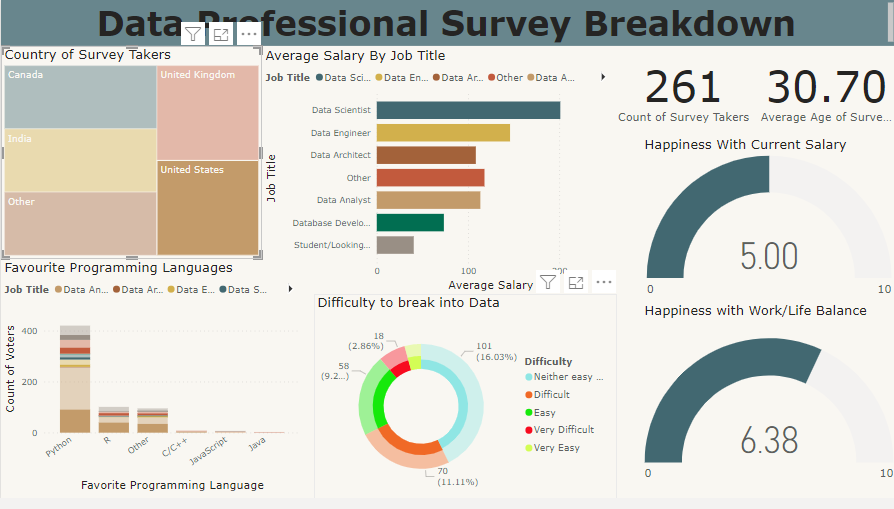 Data Professional Survey Breakdown
Country of Survey Takers
Canada
United Kingdom
India
United States
Other
Average Salary By Job Title
Job Title Data Sci... Data En... Data Ar... Other Data A...
Job Title
Data Scientist
Data Engineer
Data Architect
Other
Data Analyst
Database Develo...
Student/Looking...
0 100 200
Average Salary
261
Count of Survey Takers
30.70
Average Age of Surve...
Happiness With Current Salary
5.00
0 10
Happiness with Work/Life Balance
6.38
0 10
Favourite Programming Languages
Job Title Data An... Data Ar... Data E... Data S...
Count of Voters
400
200
0
Python
R
Other
C/C++
JavaScript
Java
Favorite Programming Language
Difficulty to break into Data
18
(2.86%)
101
(16.03%)
58
(9.2...)
70
(11.11%)
Difficulty
Neither easy ...
Difficult
Easy
Very Difficult
Very Easy